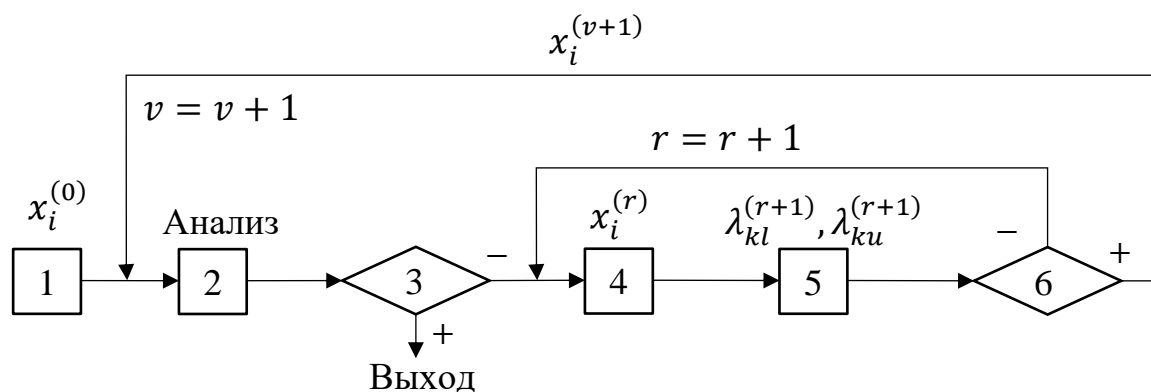 x_i^{(v+1)}
v = v + 1
r = r + 1
x_i^{(0)}
Анализ
x_i^{(r)}
λ_{kl}^{(r+1)}, λ_{ku}^{(r+1)}
−
−
+
1
2
3
4
5
6
+
Выход